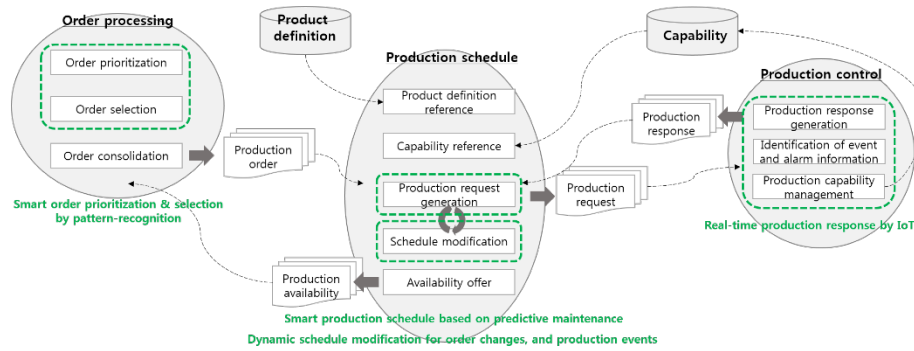 Order processing
Order prioritization
Order selection
Order consolidation
Smart order prioritization & selection
by pattern-recognition
Production
order
Product
definition
Production schedule
Product definition
reference
Capability reference
Production request
generation
Schedule modification
Availability offer
Production
availability
Smart production schedule based on predictive maintenance
Dynamic schedule modification for order changes, and production events
Production
response
Production
request
Capability
Production control
Production response
generation
Identification of event
and alarm information
Production capability
management
Real-time production response by IoT